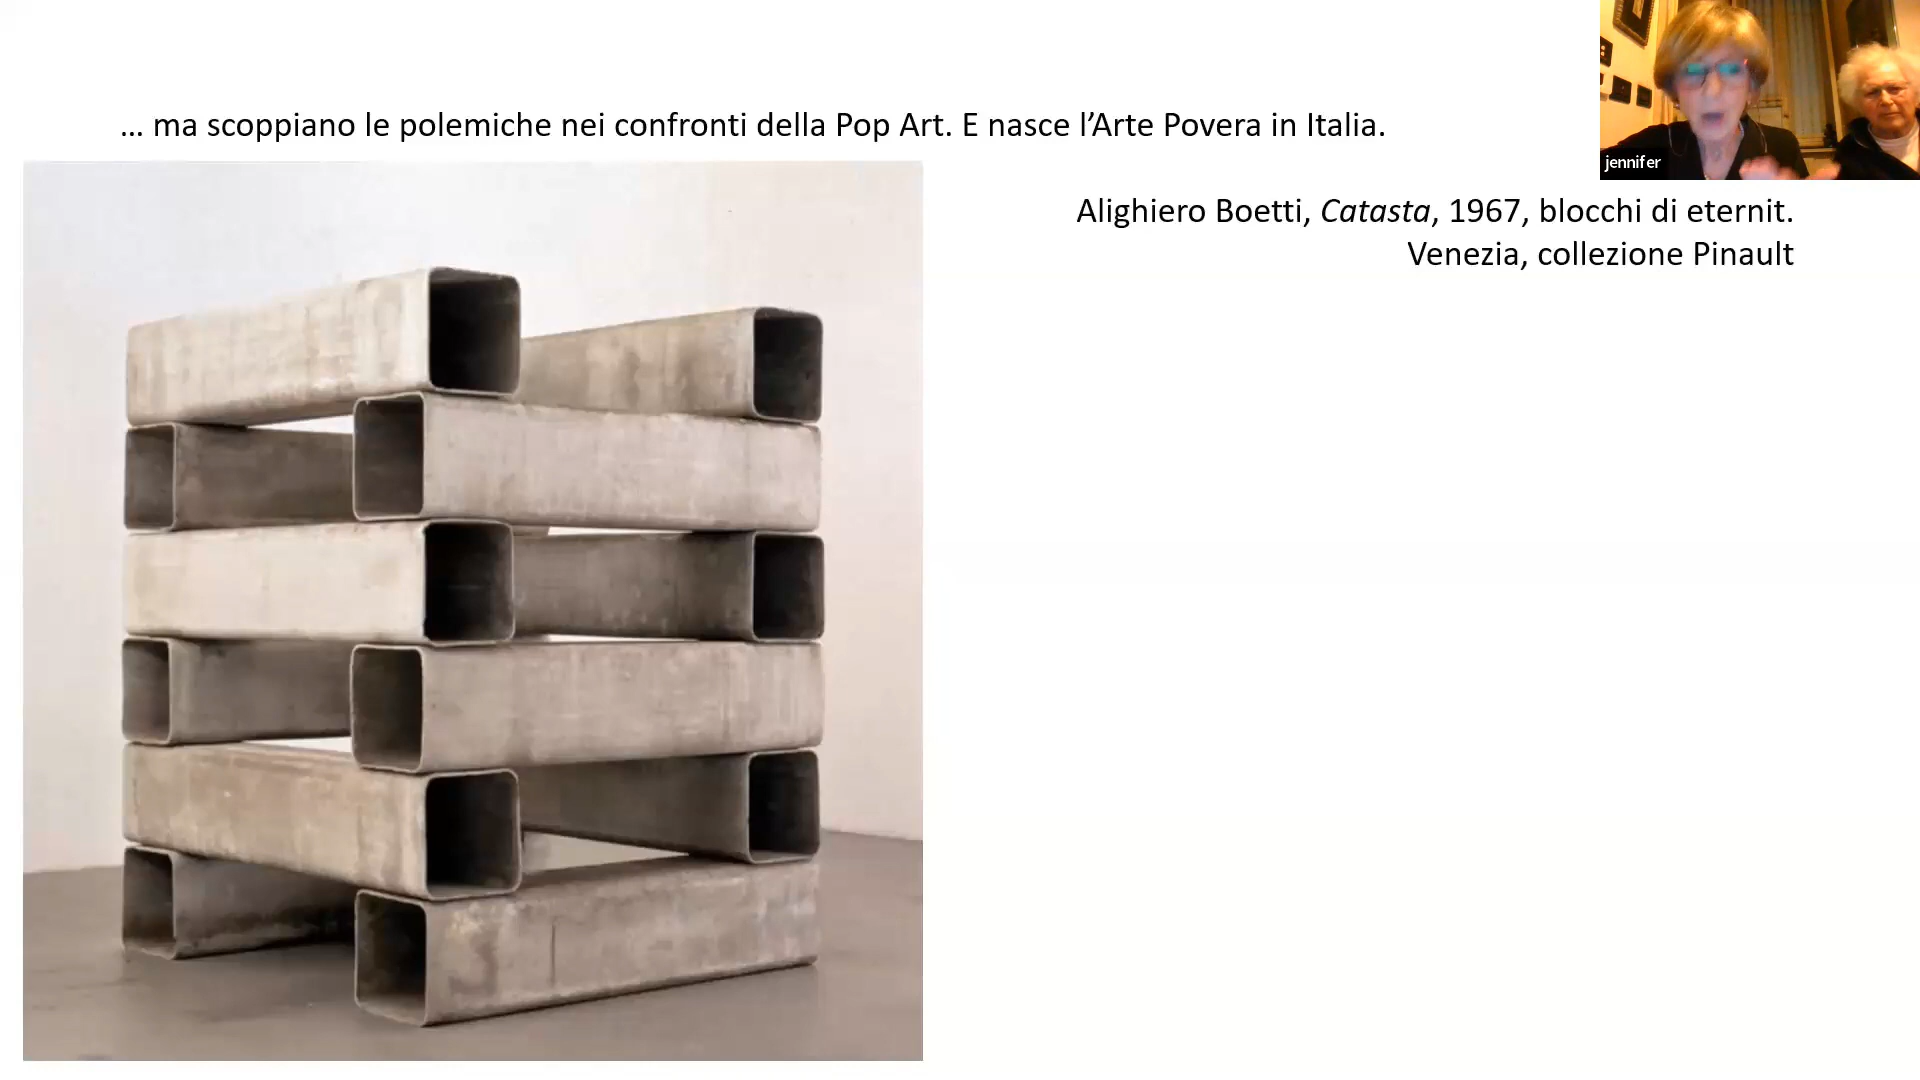 … ma scoppiano le polemiche nei confronti della Pop Art. E nasce l’Arte Povera in Italia.
jennifer
Alighiero Boetti, Catasta, 1967, blocchi di eternit.
Venezia, collezione Pinault